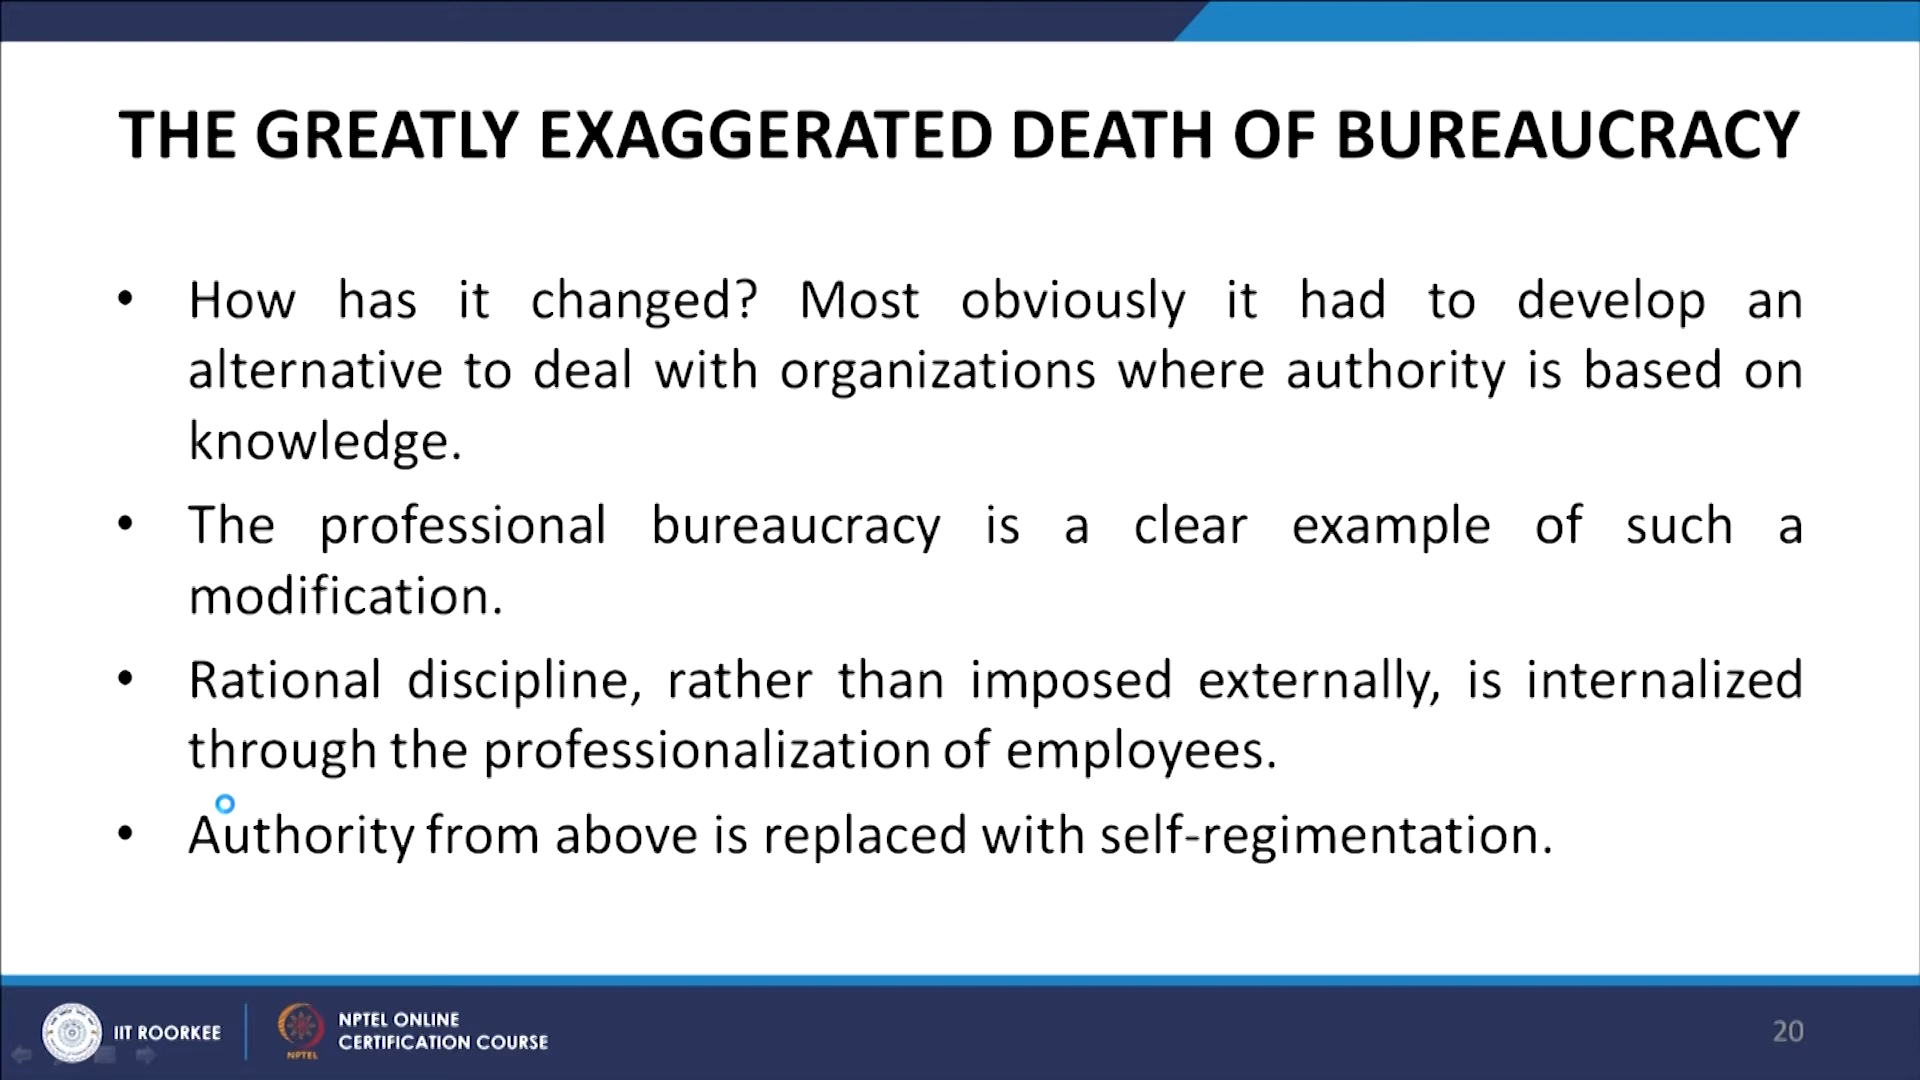 THE GREATLY EXAGGERATED DEATH OF BUREAUCRACY
• How has it changed? Most obviously it had to develop an
alternative to deal with organizations where authority is based on
knowledge.
• The professional bureaucracy is a clear example of such a
modification.
• Rational discipline, rather than imposed externally, is internalized
through the professionalization of employees.
• Authority from above is replaced with self-regimentation.
IIT ROORKEE
NPTEL
NPTEL ONLINE
CERTIFICATION COURSE
20